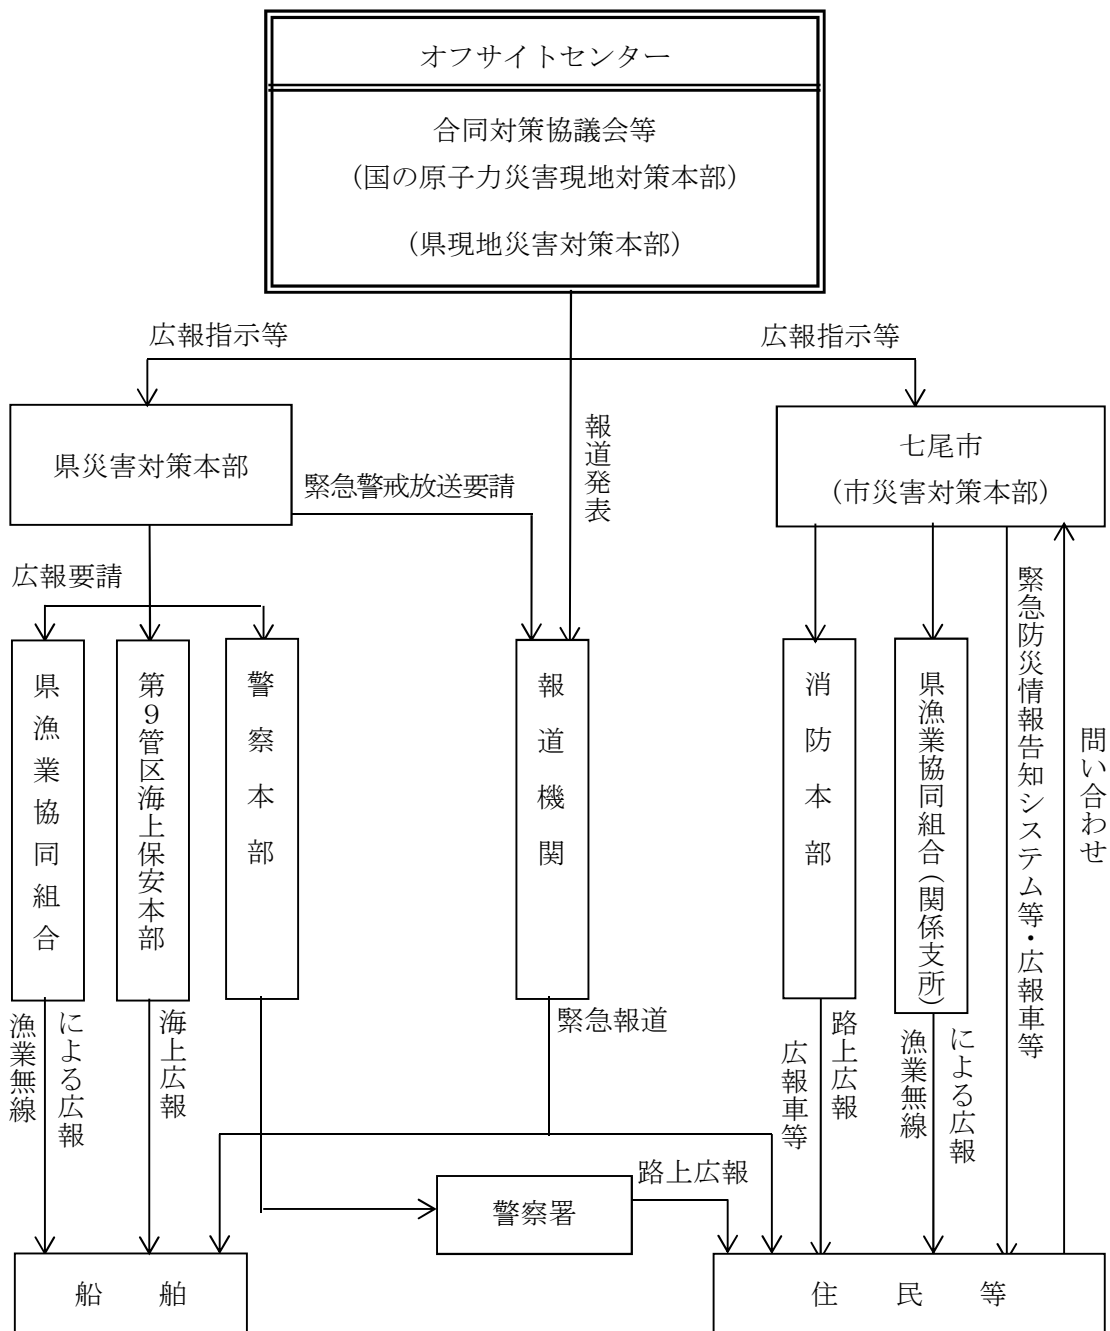 オフサイトセンター
合同対策協議会等
（国の原子力災害現地対策本部）
（県現地災害対策本部）
広報指示等
広報指示等
県災害対策本部
緊急警戒放送要請
報道発表
七尾市
（市災害対策本部）
広報要請
県漁業協同組合
第９管区海上保安本部
警察本部
報道機関
消防本部
県漁業協同組合（関係支所）
緊急防災情報告知システム等・広報車等
問い合わせ
漁業無線
による広報
海上広報
緊急報道
広報車等
路上広報
漁業無線
による広報
路上広報
警察署
船舶
住民等